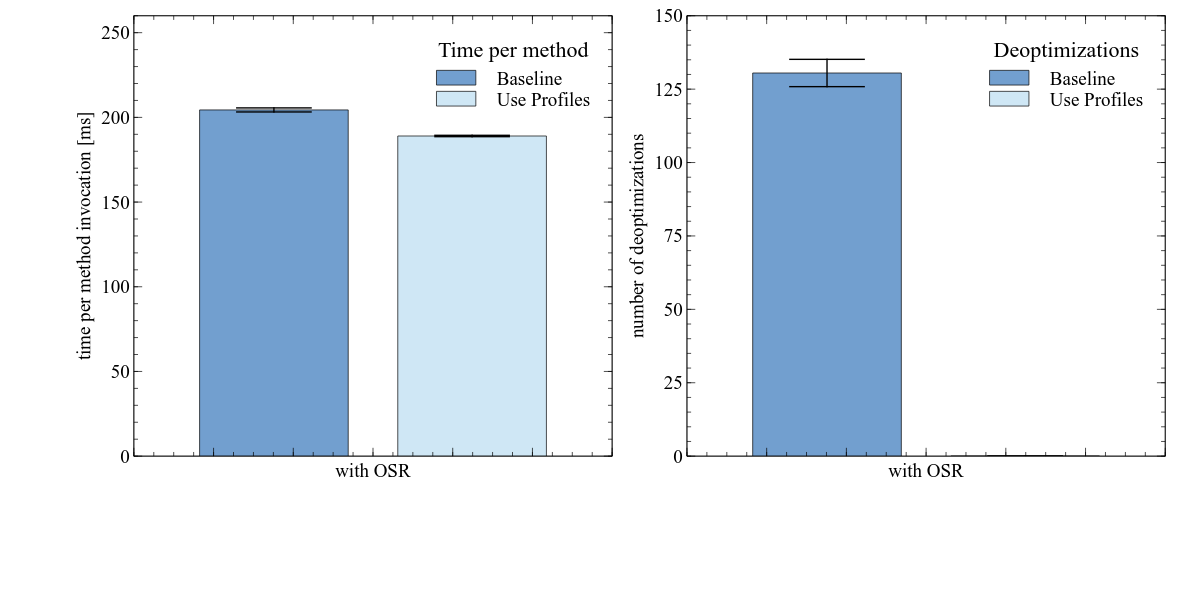 time per method invocation [ms]
250
200
150
100
50
0
Time per method
Baseline
Use Profiles
with OSR
number of deoptimizations
150
125
100
75
50
25
0
Deoptimizations
Baseline
Use Profiles
with OSR